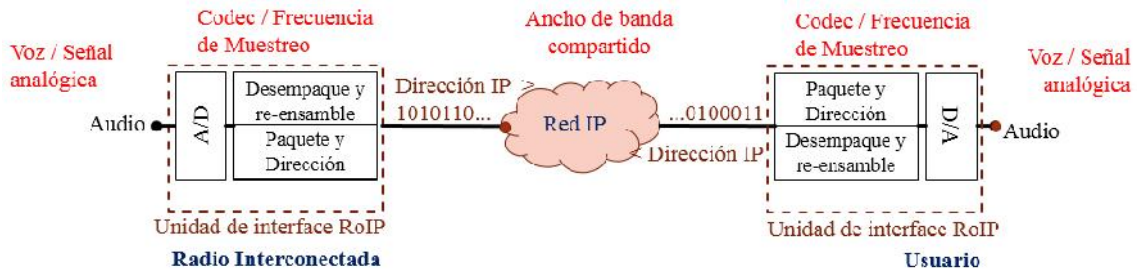 Codec / Frecuencia
de Muestreo
Ancho de banda
compartido
Codec / Frecuencia
de Muestreo
Voz / Señal
analógica
Voz / Señal
analógica
Audio
A/D
Desempaque y
re-ensamble
Paquete y
Dirección
Dirección IP >
1010110...
Red IP
...0100011
< Dirección IP
Paquete y
Dirección
Desempaque y
re-ensamble
D/A
Audio
Unidad de interface RoIP
Unidad de interface RoIP
Radio Interconectada
Usuario